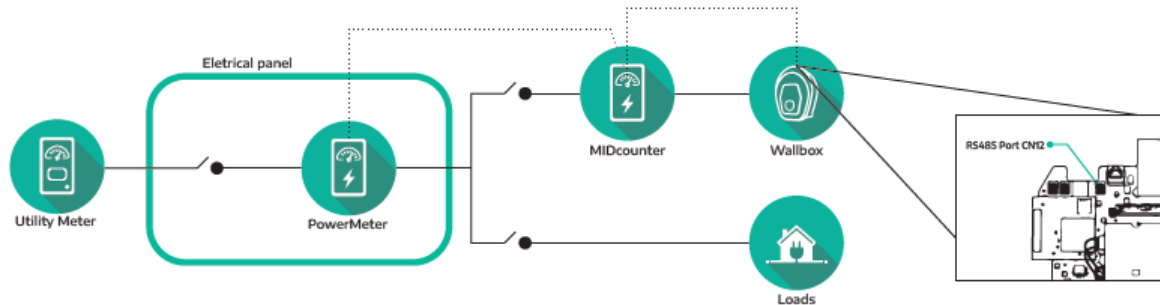 Eletrical panel
Utility Meter
PowerMeter
MIDcounter
Wallbox
Loads
RS485 Port CN12